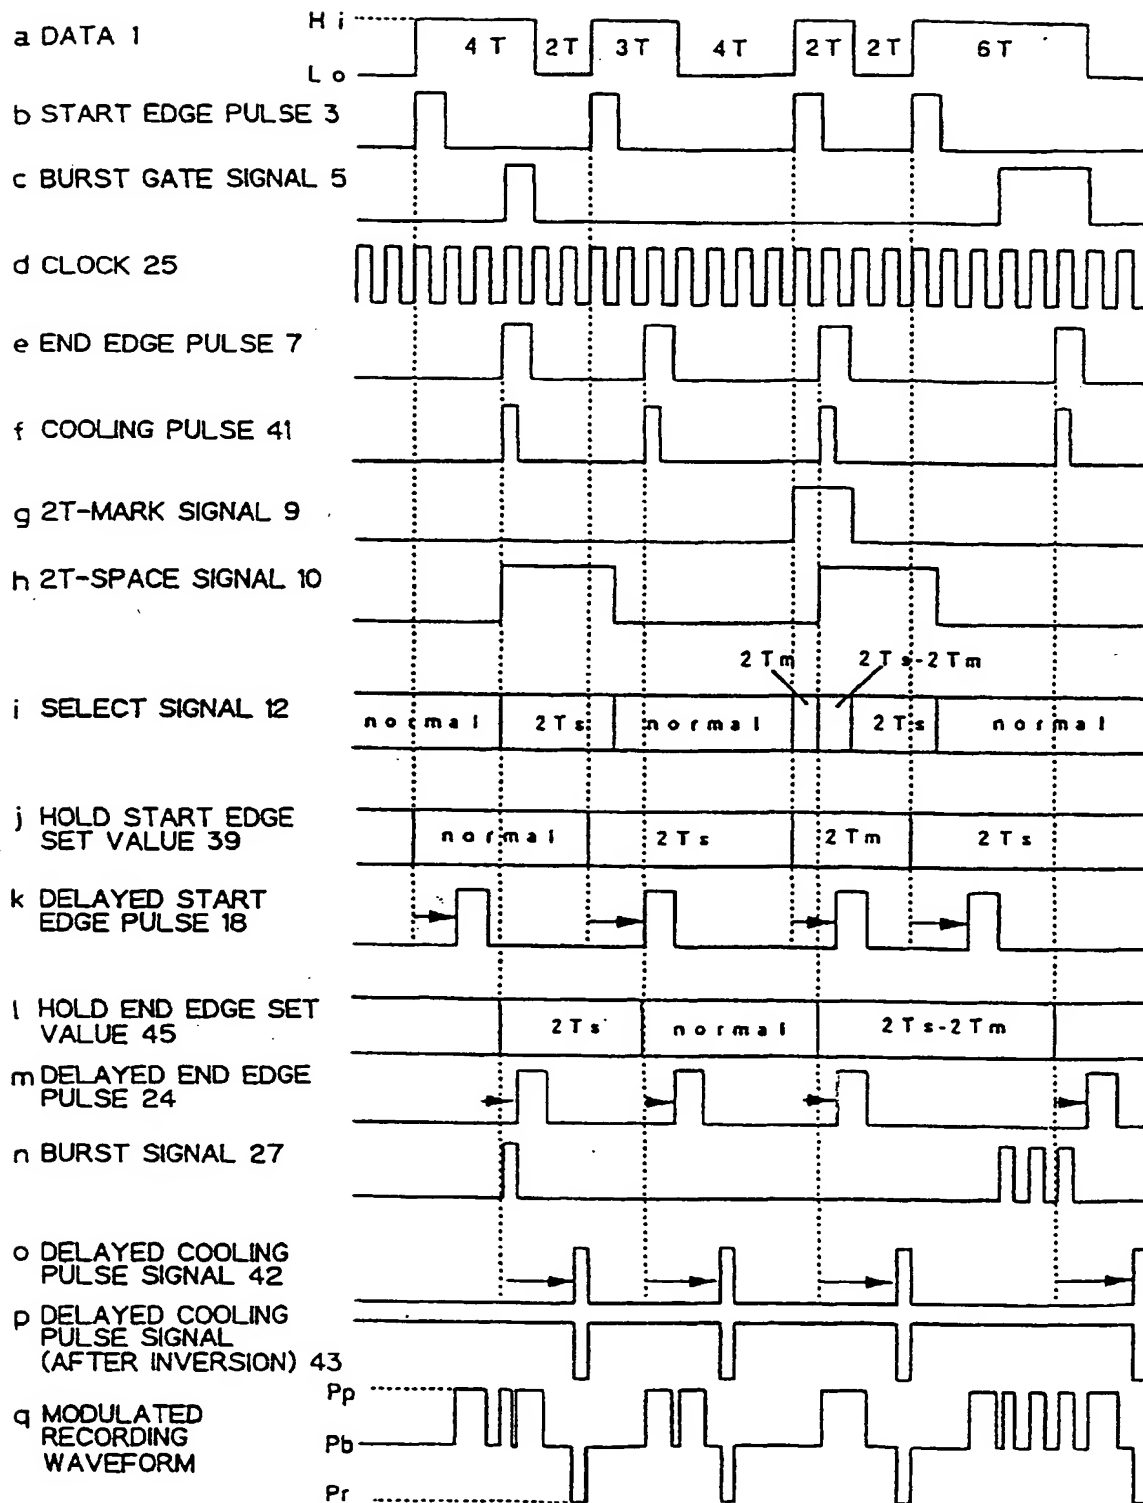 a DATA 1
Hi
Lo
4T 2T 3T 4T 2T 2T 6T
b START EDGE PULSE 3
c BURST GATE SIGNAL 5
d CLOCK 25
e END EDGE PULSE 7
f COOLING PULSE 41
g 2T-MARK SIGNAL 9
h 2T-SPACE SIGNAL 10
2Tm 2Ts-2Tm
i SELECT SIGNAL 12
normal 2Ts normal 2Ts normal
j HOLD START EDGE
SET VALUE 39
normal 2Ts 2Tm 2Ts
k DELAYED START
EDGE PULSE 18
l HOLD END EDGE SET
VALUE 45
2Ts normal 2Ts-2Tm
m DELAYED END EDGE
PULSE 24
n BURST SIGNAL 27
o DELAYED COOLING
PULSE SIGNAL 42
p DELAYED COOLING
PULSE SIGNAL
(AFTER INVERSION) 43
q MODULATED
RECORDING
WAVEFORM
Pp
Pb
Pr